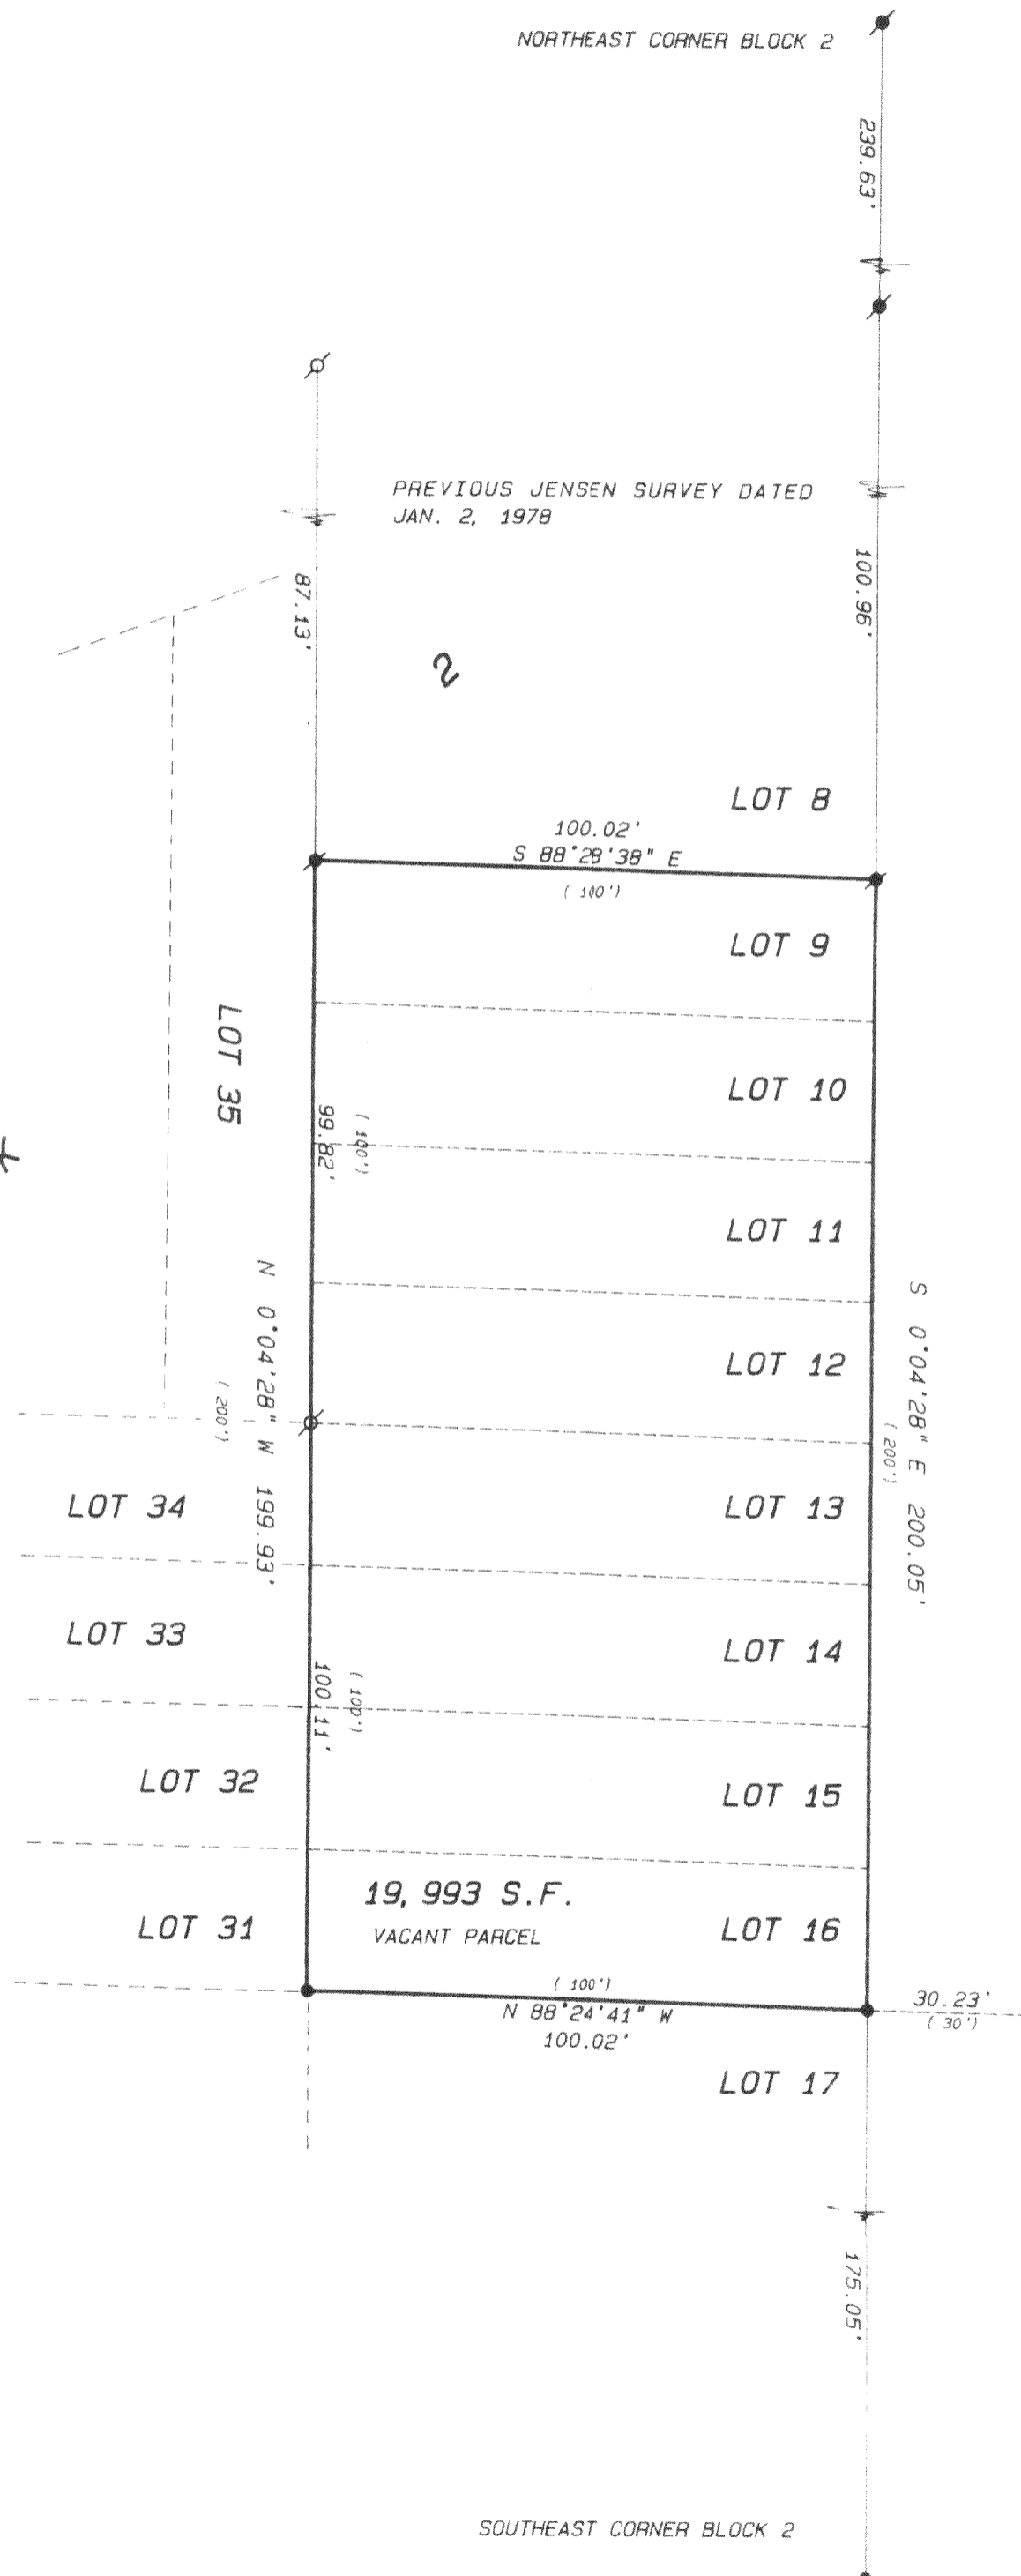 NORTHEAST CORNER BLOCK 2
239.63'
PREVIOUS JENSEN SURVEY DATED
JAN. 2, 1978
100.96'
87.13'
2
LOT 8
100.02'
S 88°29'38" E
( 100')
LOT 9
LOT 35
LOT 10
99.82'
( 100')
LOT 11
N 0°04'28" W 199.93'
( 200')
S 0°04'28" E 200.05'
( 200')
LOT 12
LOT 34
LOT 13
LOT 33
LOT 14
100.11'
( 100')
LOT 32
LOT 15
19,993 S.F.
VACANT PARCEL
LOT 31
LOT 16
( 100')
N 88°24'41" W
100.02'
30.23'
( 30')
LOT 17
175.05'
SOUTHEAST CORNER BLOCK 2